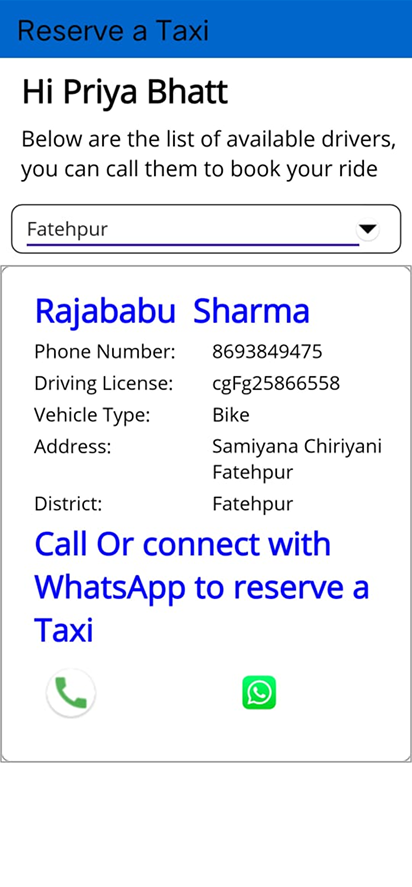 Reserve a Taxi
Hi Priya Bhatt
Below are the list of available drivers,
you can call them to book your ride
Fatehpur
Rajababu Sharma
Phone Number: 8693849475
Driving License: cgFg25866558
Vehicle Type: Bike
Address: Samiyana Chiriyani
Fatehpur
District: Fatehpur
Call Or connect with
WhatsApp to reserve a
Taxi